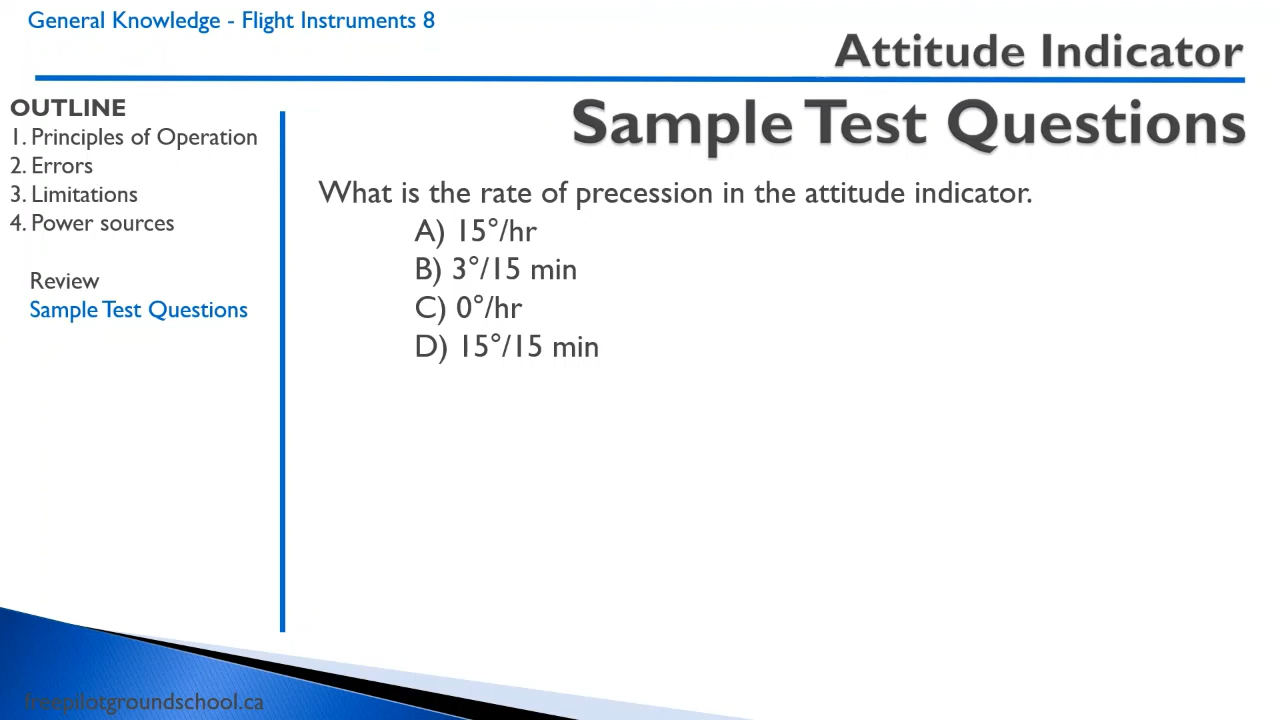 General Knowledge - Flight Instruments 8
Attitude Indicator
OUTLINE
1. Principles of Operation
2. Errors
3. Limitations
4. Power sources
Review
Sample Test Questions
Sample Test Questions
What is the rate of precession in the attitude indicator.
A) 15°/hr
B) 3°/15 min
C) 0°/hr
D) 15°/15 min
freepilotgroundschool.ca